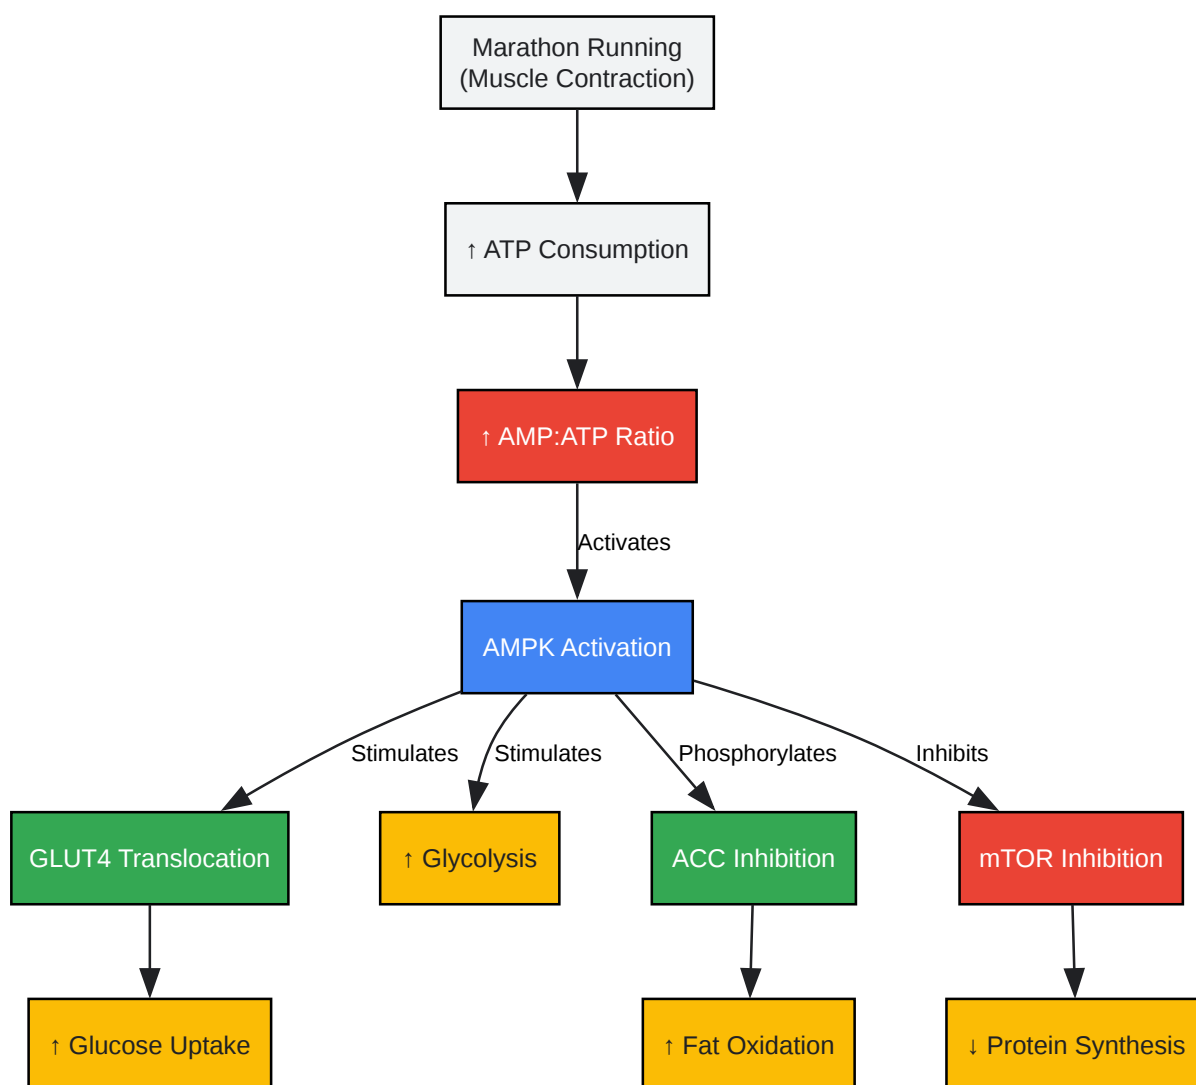 Marathon Running
(Muscle Contraction)
↑ ATP Consumption
↑ AMP:ATP Ratio
Activates
AMPK Activation
Stimulates
Stimulates
Phosphorylates
Inhibits
GLUT4 Translocation
↑ Glycolysis
ACC Inhibition
mTOR Inhibition
↑ Glucose Uptake
↑ Fat Oxidation
↓ Protein Synthesis